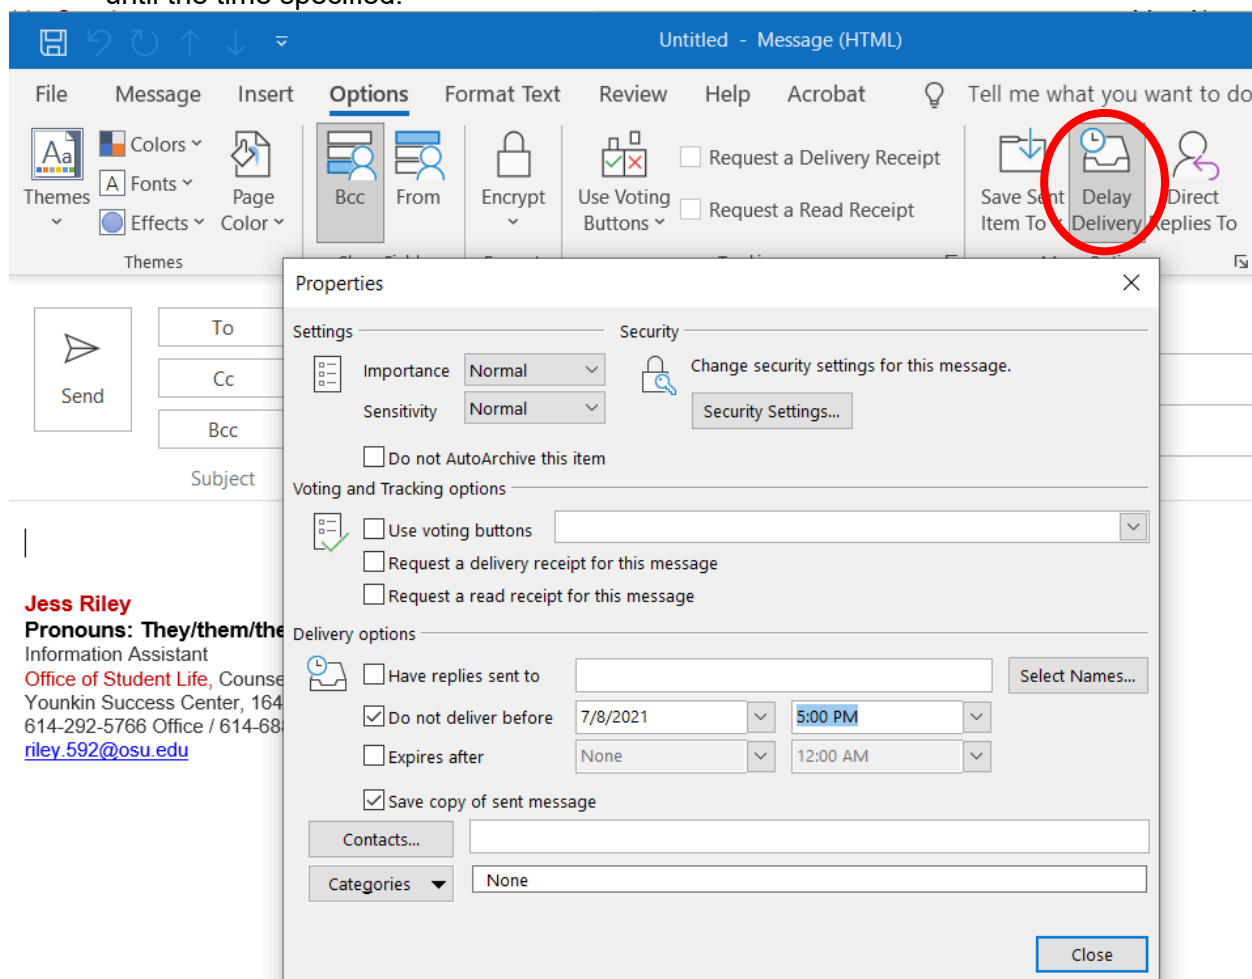 until the time specified.
Untitled - Message (HTML)
File Message Insert Options Format Text Review Help Acrobat Tell me what you want to do
Aa Colors Request a Delivery Receipt
A Fonts
Themes Page Bcc From Encrypt Use Voting Request a Read Receipt Save Sent Delay Direct
Effects Color Buttons Item To Delivery Replies To
Themes
Properties
To
Settings Security
Importance Normal Change security settings for this message.
Cc
Send
Sensitivity Normal Security Settings...
Bcc
Do not AutoArchive this item
Subject
Voting and Tracking options
Use voting buttons
Request a delivery receipt for this message
Request a read receipt for this message
Jess Riley
Pronouns: They/them/the
Information Assistant
Office of Student Life, Counse
Younkin Success Center, 164
614-292-5766 Office / 614-68
riley.592@osu.edu
Delivery options
Have replies sent to Select Names...
Do not deliver before 7/8/2021 5:00 PM
Expires after None 12:00 AM
Save copy of sent message
Contacts...
Categories None
Close